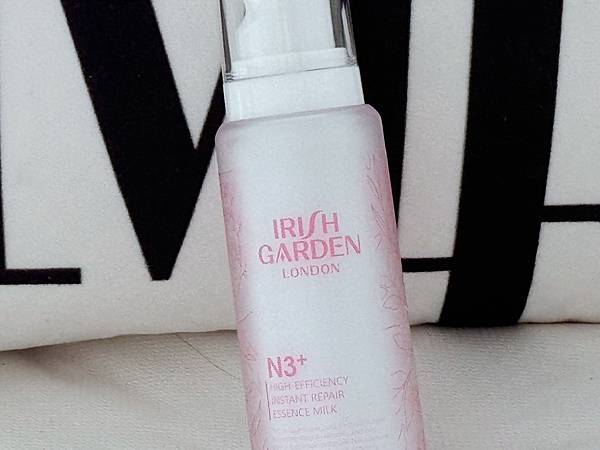 IRISH
GARDEN
LONDON
N3+
HIGH-EFFICIENCY
INSTANT REPAIR
ESSENCE MILK